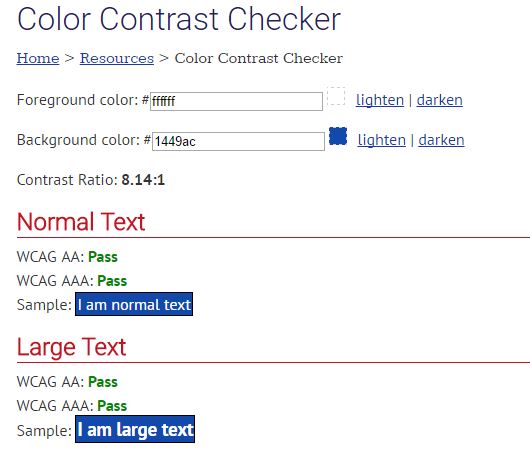 Color Contrast Checker
Home > Resources > Color Contrast Checker
Foreground color: #ffffff lighten | darken
Background color: #1449ac lighten | darken
Contrast Ratio: 8.14:1
Normal Text
WCAG AA: Pass
WCAG AAA: Pass
Sample: I am normal text
Large Text
WCAG AA: Pass
WCAG AAA: Pass
Sample: I am large text